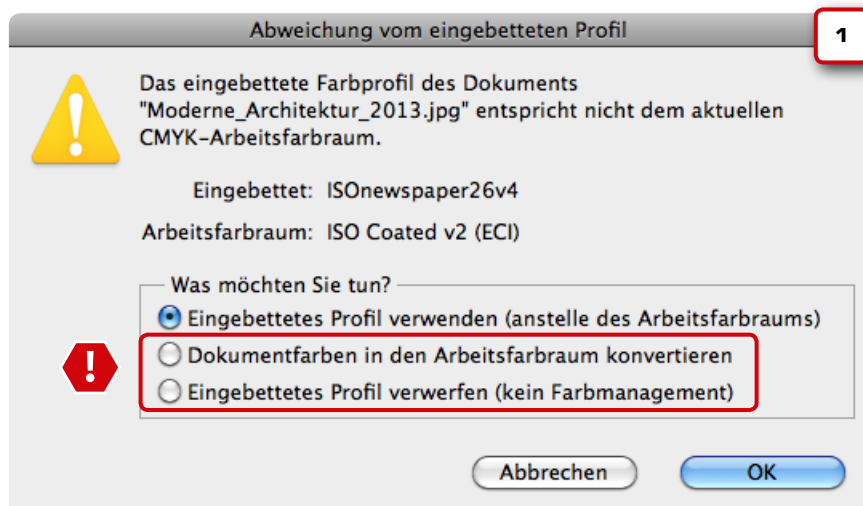 Abweichung vom eingebetteten Profil
1
Das eingebettete Farbprofil des Dokuments
"Moderne_Architektur_2013.jpg" entspricht nicht dem aktuellen
CMYK-Arbeitsfarbraum.
Eingebettet: ISOnewspaper26v4
Arbeitsfarbraum: ISO Coated v2 (ECI)
Was möchten Sie tun?
Eingebettetes Profil verwenden (anstelle des Arbeitsfarbraums)
Dokumentfarben in den Arbeitsfarbraum konvertieren
!
Eingebettetes Profil verwerfen (kein Farbmanagement)
Abbrechen OK